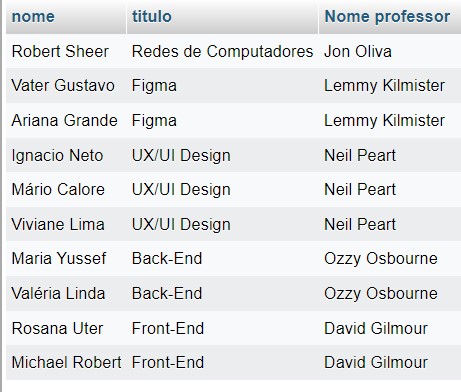 nome titulo Nome professor
Robert Sheer Redes de Computadores Jon Oliva
Vater Gustavo Figma Lemmy Kilmister
Ariana Grande Figma Lemmy Kilmister
Ignacio Neto UX/UI Design Neil Peart
Mário Calore UX/UI Design Neil Peart
Viviane Lima UX/UI Design Neil Peart
Maria Yussef Back-End Ozzy Osbourne
Valéria Linda Back-End Ozzy Osbourne
Rosana Uter Front-End David Gilmour
Michael Robert Front-End David Gilmour